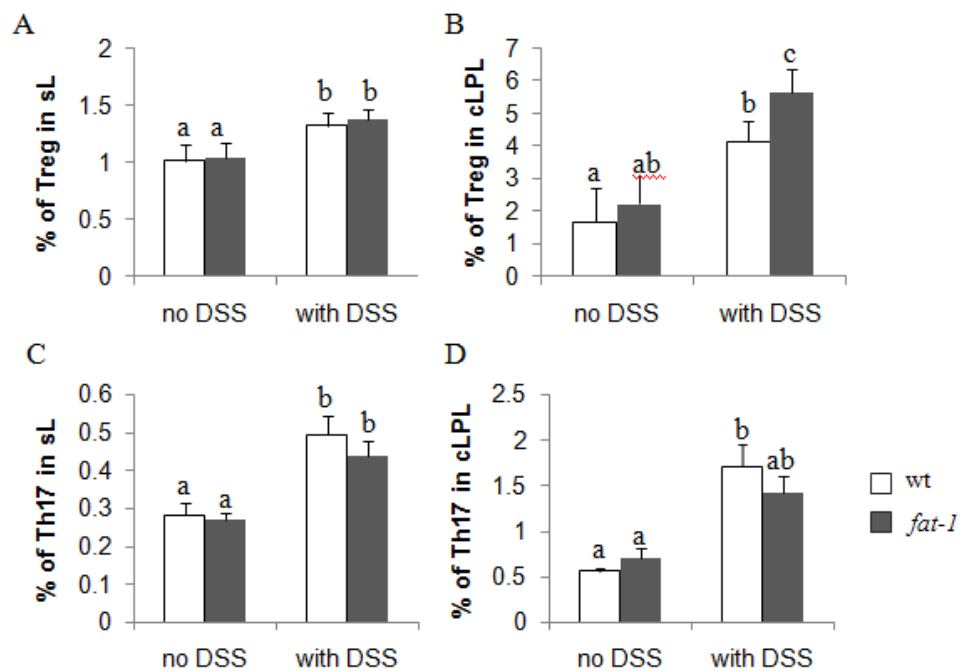 A
% of Treg in sL
2
1.5
1
0.5
0
a a
b b
no DSS with DSS
B
% of Treg in cLPL
7
6
5
4
3
2
1
0
a ab
b c
no DSS with DSS
C
% of Th17 in sL
0.6
0.5
0.4
0.3
0.2
0.1
0
a a
b b
no DSS with DSS
D
% of Th17 in cLPL
2.5
2
1.5
1
0.5
0
a a
b ab
no DSS with DSS
wt
fat-1